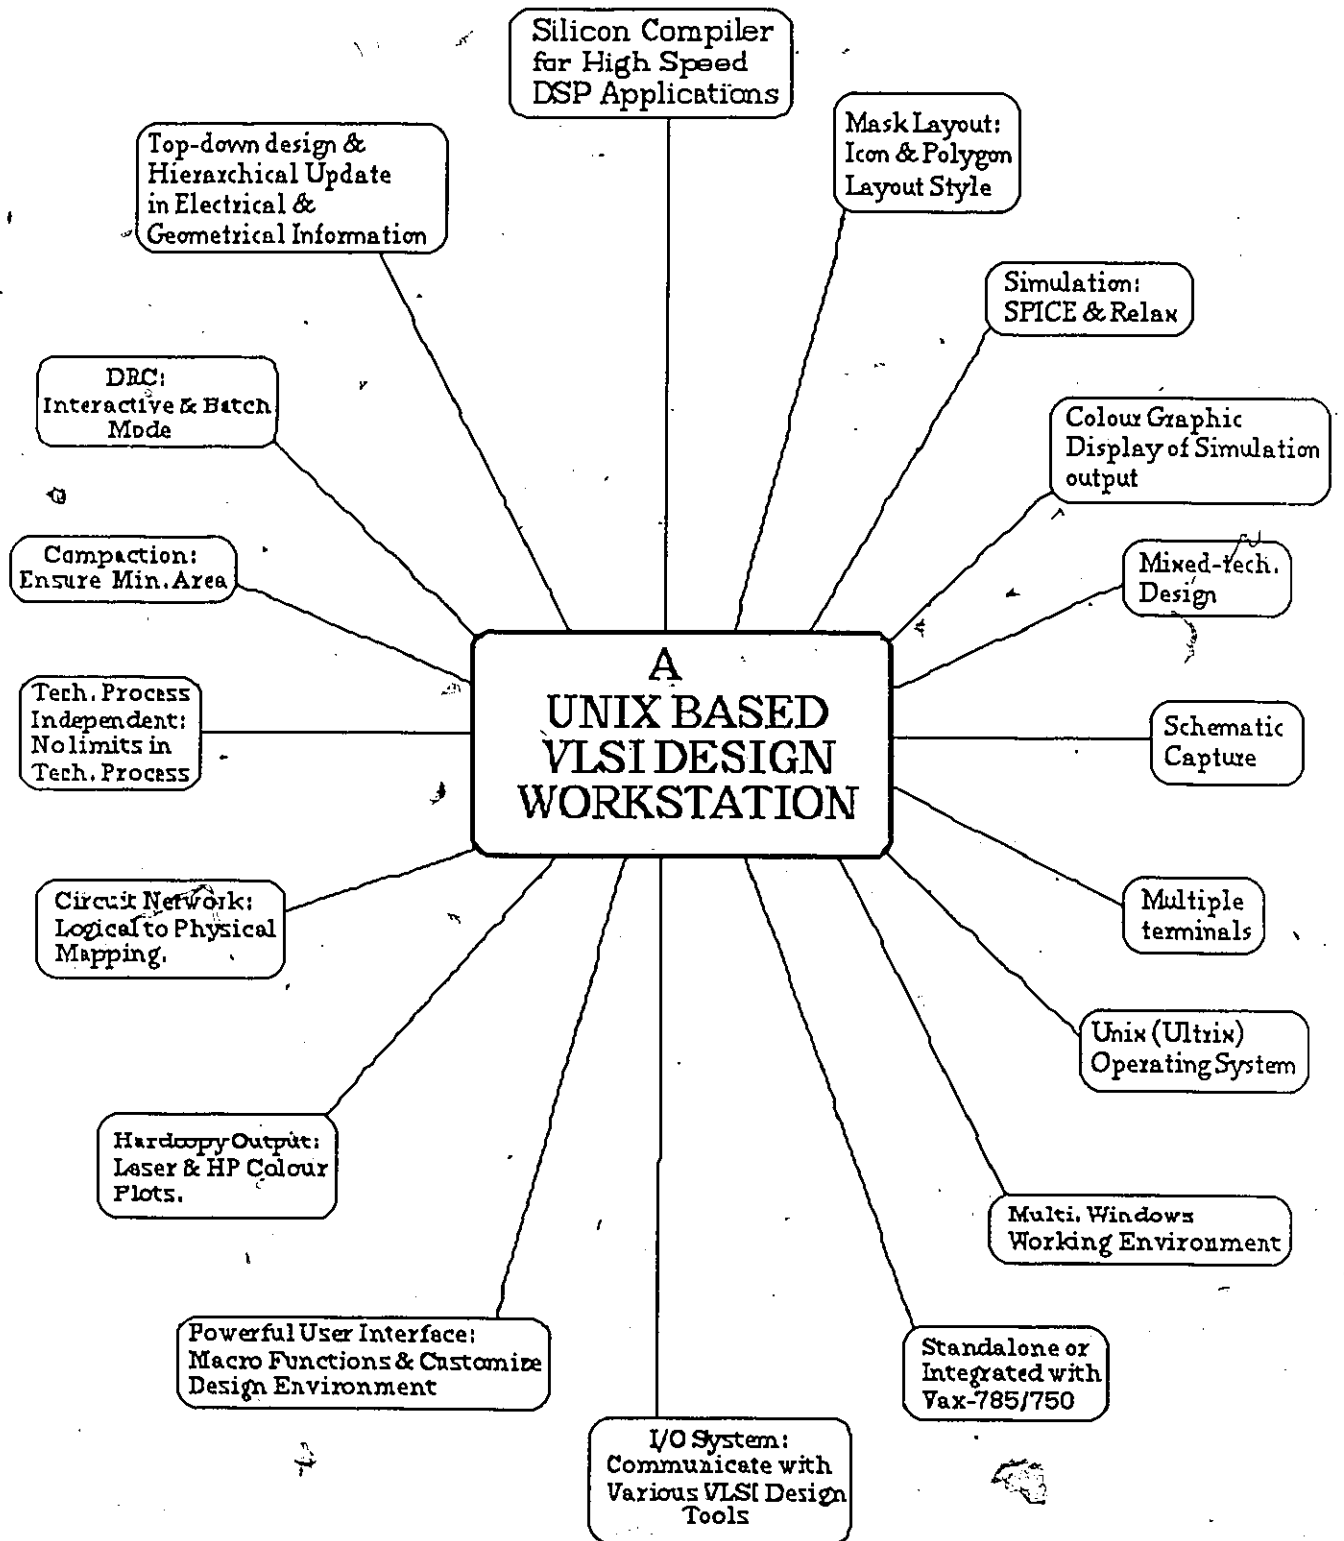 Silicon Compiler
for High Speed
DSP Applications
Mask Layout:
Icon & Polygon
Layout Style
Top-down design &
Hierarchical Update
in Electrical &
Geometrical Information
Simulation:
SPICE & Relax
DRC:
Interactive & Batch
Mode
Colour Graphic
Display of Simulation
output
Compaction:
Ensure Min. Area
Mixed-tech.
Design
A
UNIX BASED
VLSI DESIGN
WORKSTATION
Tech. Process
Independent:
No limits in
Tech. Process
Schematic
Capture
Circuit Network:
Logical to Physical
Mapping.
Multiple
terminals
Unix (Ultrix)
Operating System
Hardcopy Output:
Laser & HP Colour
Plots.
Multi. Windows
Working Environment
Powerful User Interface:
Macro Functions & Customize
Design Environment
Standalone or
Integrated with
Vax-785/750
I/O System:
Communicate with
Various VLSI Design
Tools